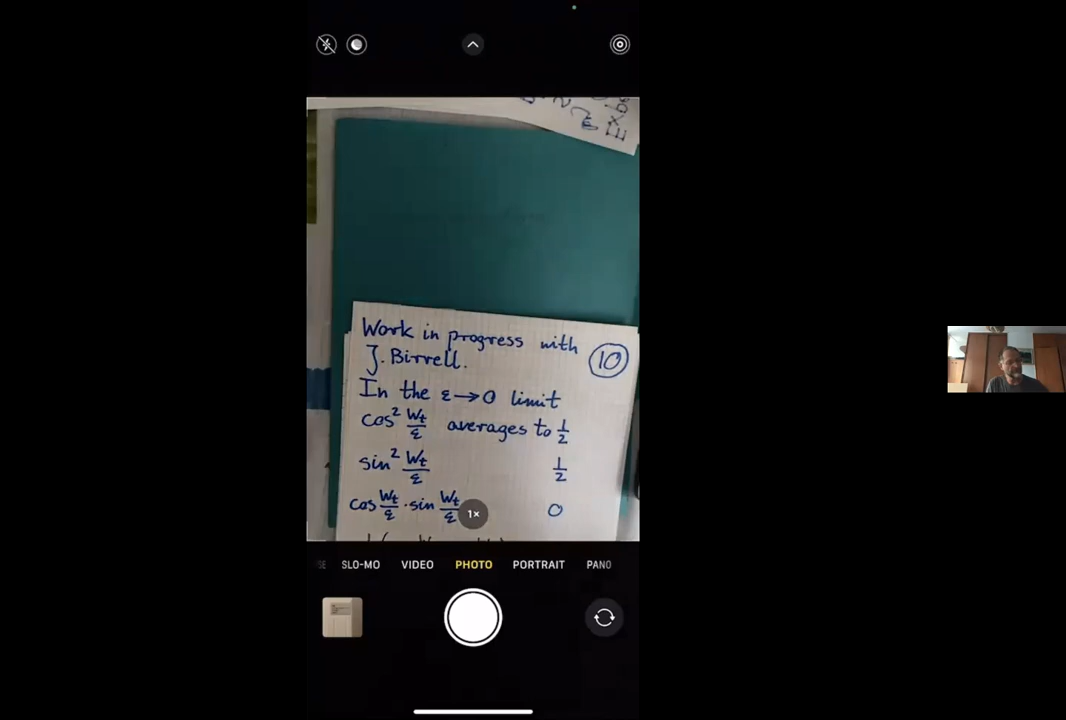 Work in progress with
J. Birrell.
10
In the ε → 0 limit
cos² Wt/ε averages to 1/2
sin² Wt/ε 1/2
cos Wt/ε · sin Wt/ε 0
1×
SLO-MO VIDEO PHOTO PORTRAIT PANO